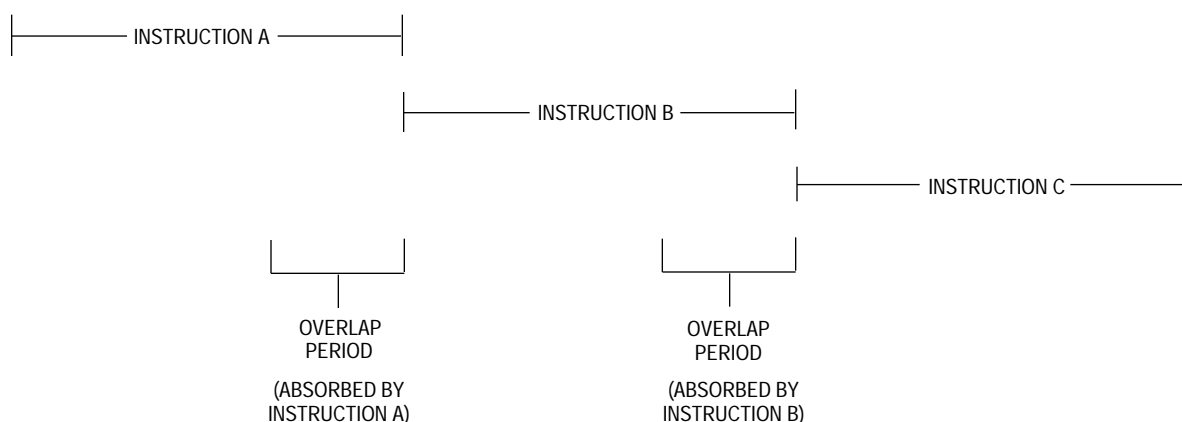 INSTRUCTION A
INSTRUCTION B
INSTRUCTION C
OVERLAP
PERIOD
(ABSORBED BY
INSTRUCTION A)
OVERLAP
PERIOD
(ABSORBED BY
INSTRUCTION B)